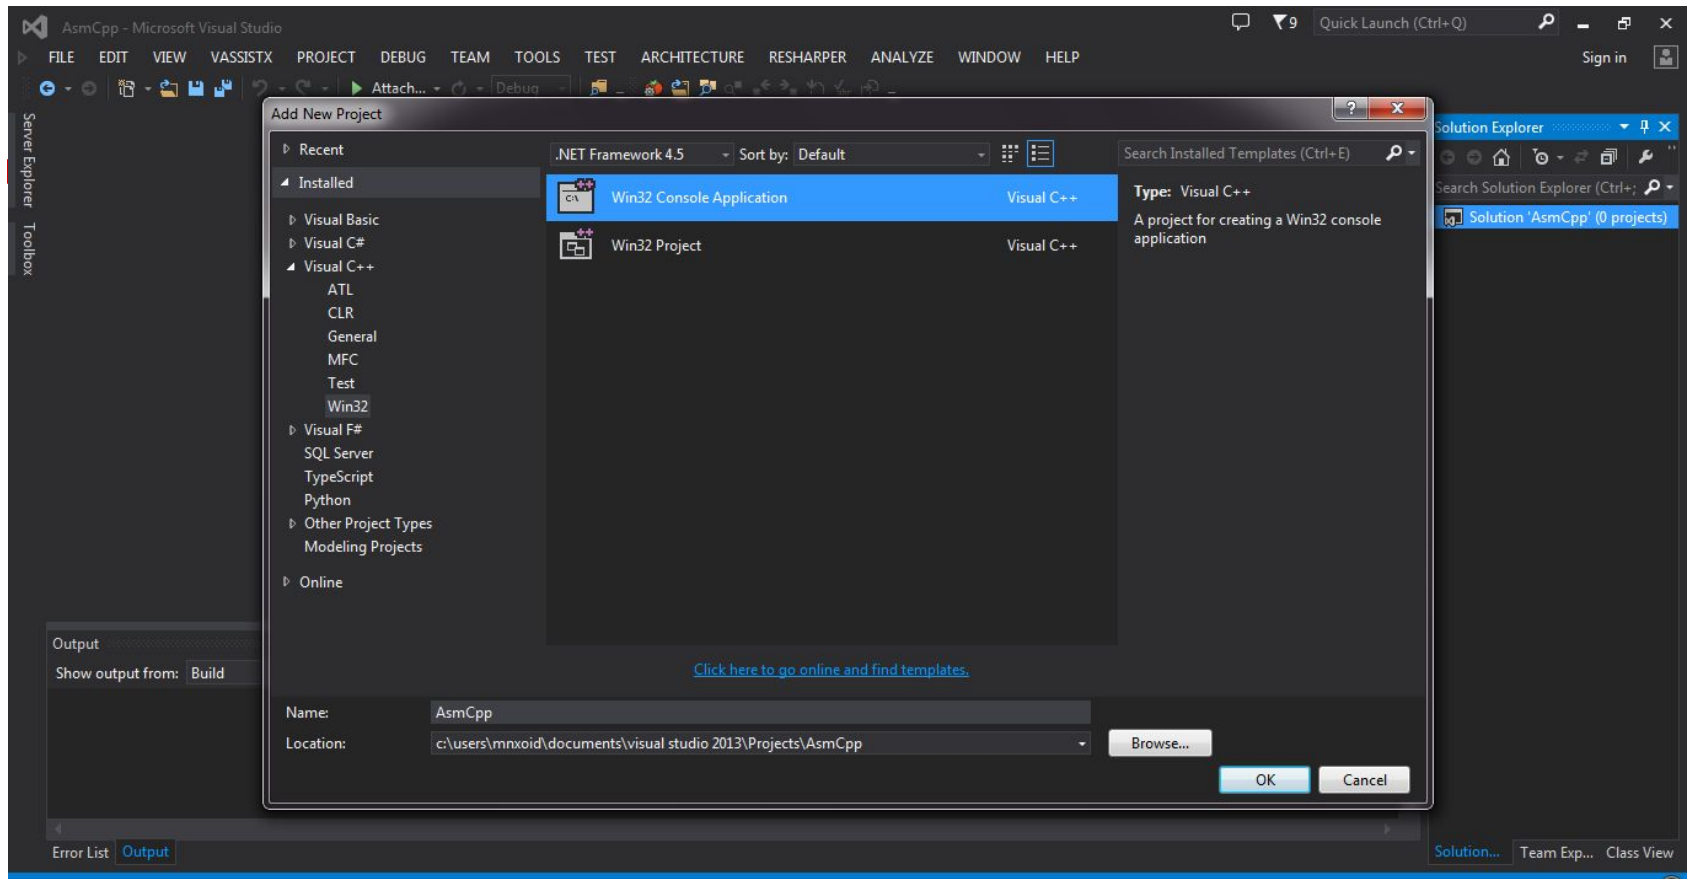 AsmCpp - Microsoft Visual Studio
9
Quick Launch (Ctrl+Q)
FILE EDIT VIEW VASSISTX PROJECT DEBUG TEAM TOOLS TEST ARCHITECTURE RESHARPER ANALYZE WINDOW HELP
Sign in
Attach...
Debug
Server Explorer
Toolbox
Add New Project
?
Recent
Installed
Visual Basic
Visual C#
Visual C++
ATL
CLR
General
MFC
Test
Win32
Visual F#
SQL Server
TypeScript
Python
Other Project Types
Modeling Projects
Online
.NET Framework 4.5
Sort by: Default
Search Installed Templates (Ctrl+E)
Win32 Console Application Visual C++
Win32 Project Visual C++
Type: Visual C++
A project for creating a Win32 console
application
Click here to go online and find templates.
Name: AsmCpp
Location: c:\users\mnxoid\documents\visual studio 2013\Projects\AsmCpp
Browse...
OK Cancel
Solution Explorer
Search Solution Explorer (Ctrl+;
Solution 'AsmCpp' (0 projects)
Output
Show output from: Build
Error List Output
Solution... Team Exp... Class View